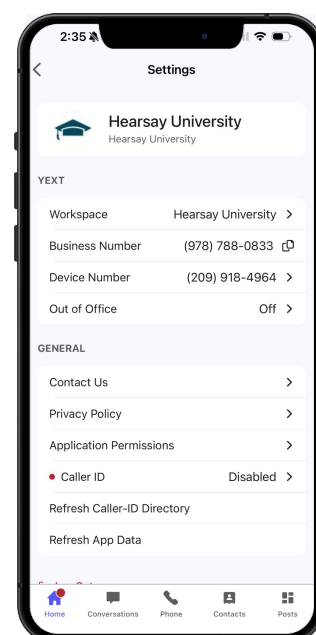 2:35
Settings
Hearsay University
Hearsay University
YEXT
Workspace Hearsay University
Business Number (978) 788-0833
Device Number (209) 918-4964
Out of Office Off
GENERAL
Contact Us
Privacy Policy
Application Permissions
Caller ID Disabled
Refresh Caller-ID Directory
Refresh App Data
Home Conversations Phone Contacts Posts